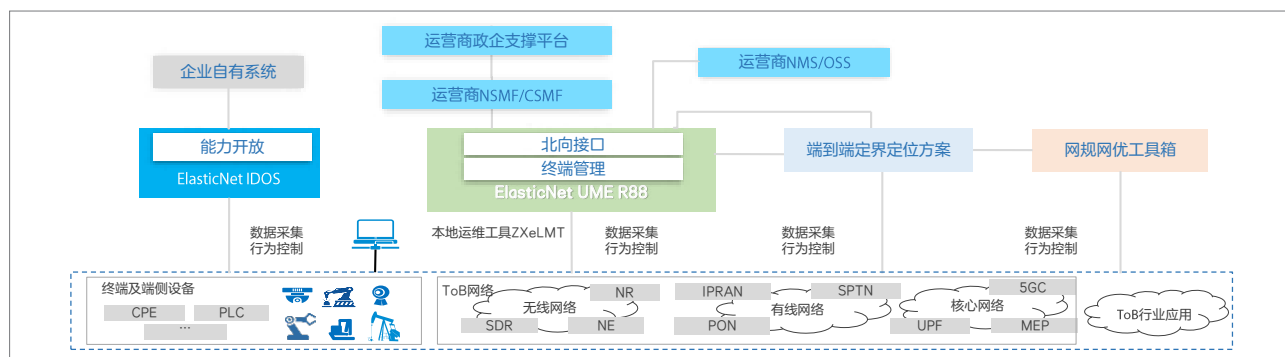 运营商政企支撑平台
企业自有系统
运营商NMS/OSS
运营商NSMF/CSMF
能力开放
ElasticNet IDOS
北向接口
终端管理
ElasticNet UME R88
端到端定界定位方案
网规网优工具箱
数据采集
行为控制
本地运维工具ZXeLMT
数据采集
行为控制
数据采集
行为控制
数据采集
行为控制
终端及端侧设备
CPE
PLC
...
ToB网络
无线网络
NR
SDR
NE
IPRAN
SPTN
有线网络
PON
5GC
核心网络
UPF
MEP
ToB行业应用